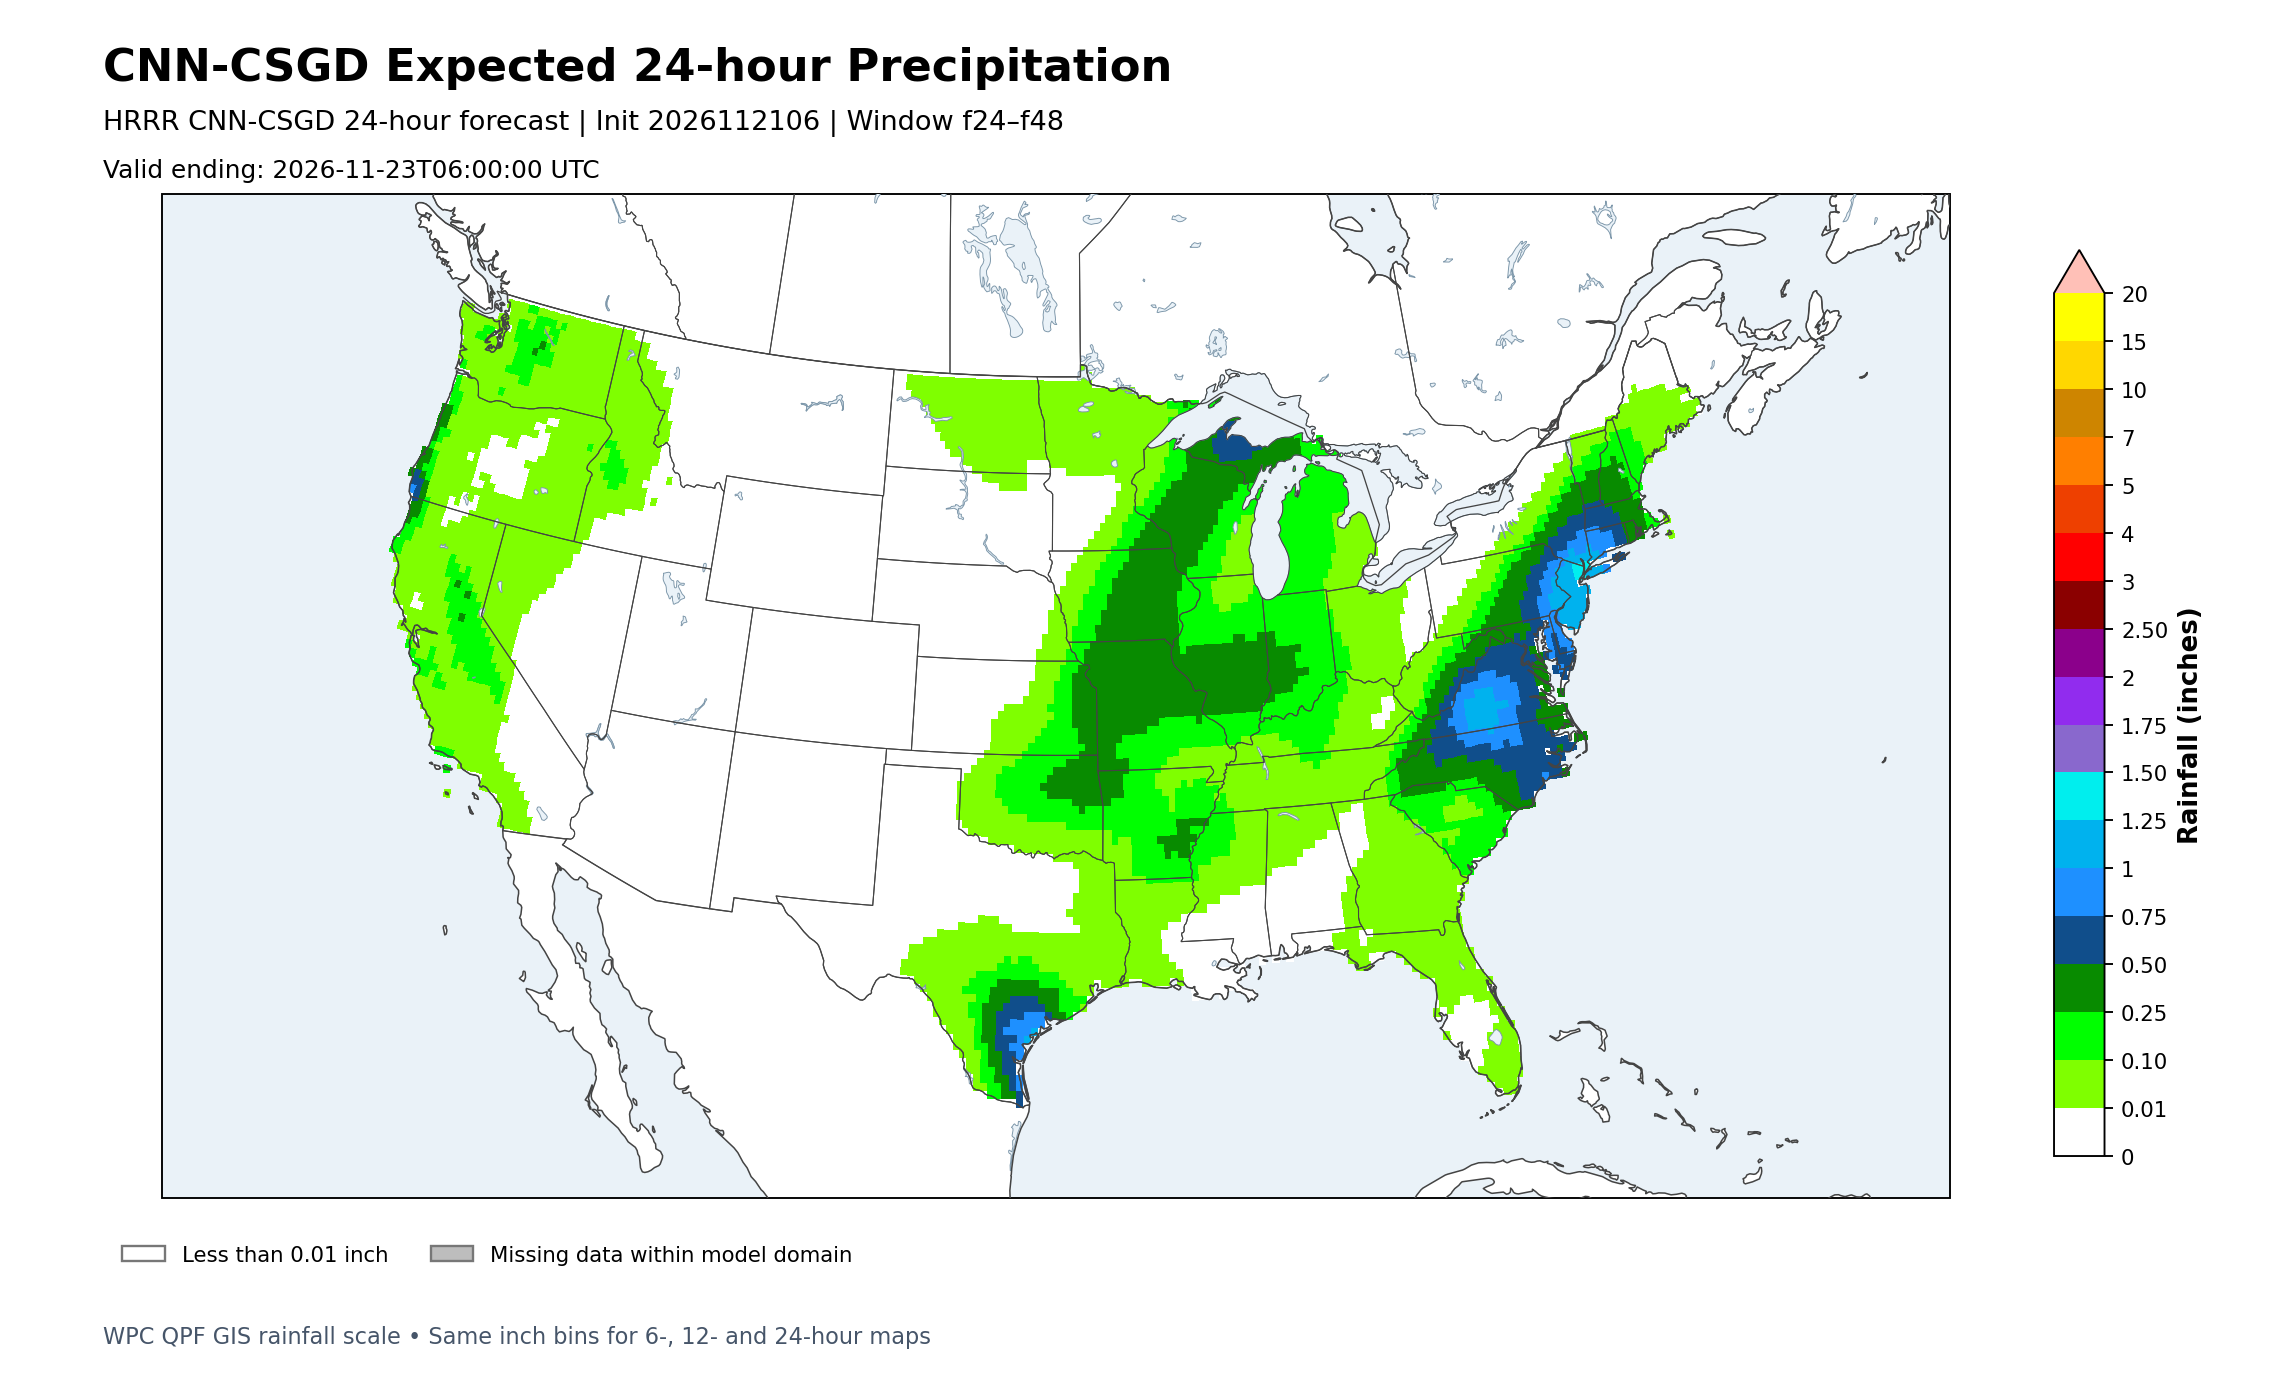 CNN-CSGD Expected 24-hour Precipitation
HRRR CNN-CSGD 24-hour forecast | Init 2026112106 | Window f24–f48
Valid ending: 2026-11-23T06:00:00 UTC
20
15
10
7
5
4
3
2.50
2
1.75
1.50
1.25
1
0.75
0.50
0.25
0.10
0.01
0
Rainfall (inches)
Less than 0.01 inch
Missing data within model domain
WPC QPF GIS rainfall scale • Same inch bins for 6-, 12- and 24-hour maps